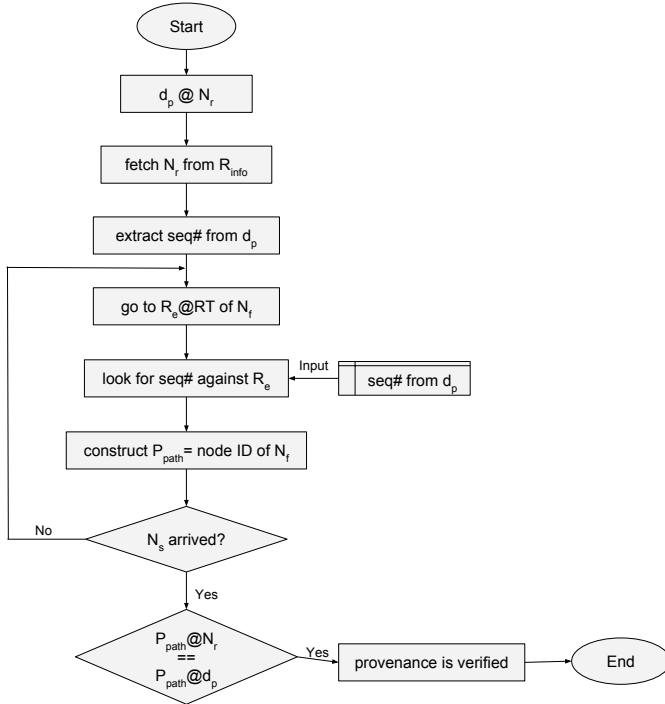 Start
d_p @ N_r
fetch N_r from R_info
extract seq# from d_p
go to R_e@RT of N_f
Input
look for seq# against R_e
seq# from d_p
construct P_path= node ID of N_f
No
N_s arrived?
Yes
P_path@N_r
==
P_path@d_p
Yes
provenance is verified
End